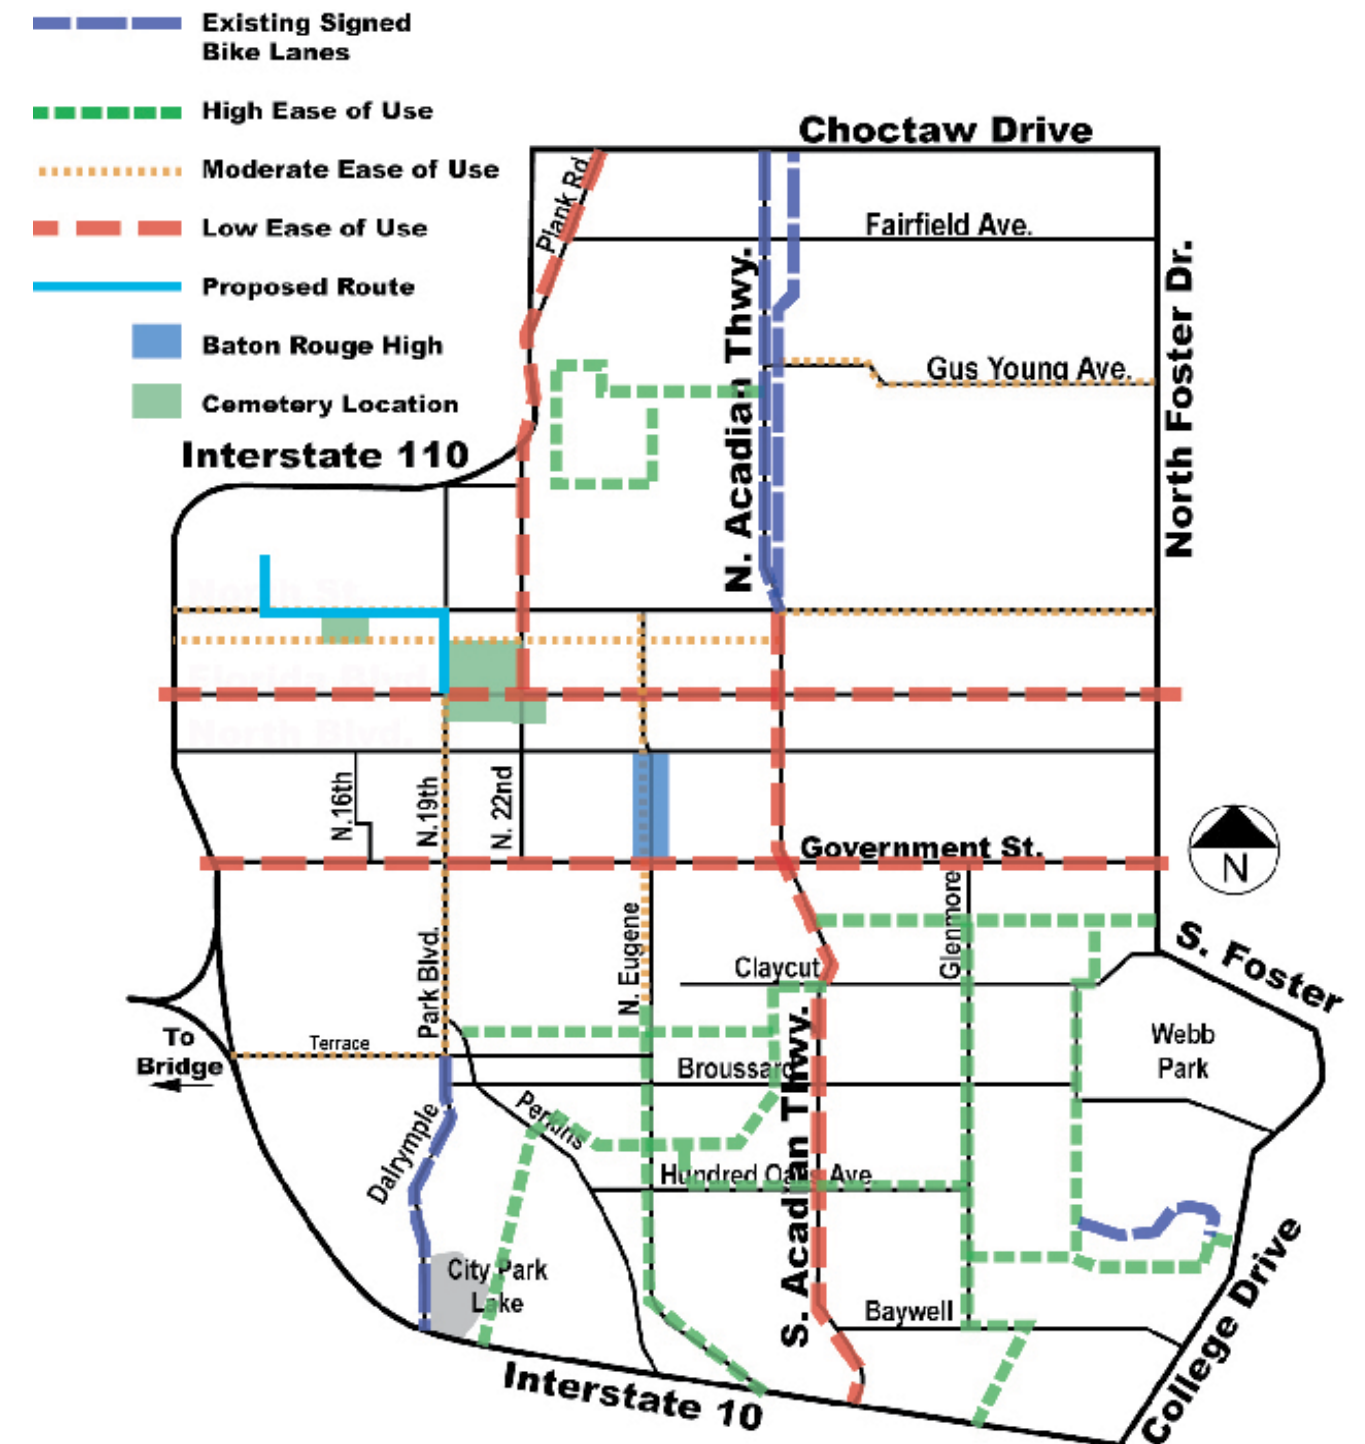 Existing Signed
Bike Lanes
High Ease of Use
Moderate Ease of Use
Low Ease of Use
Proposed Route
Baton Rouge High
Cemetery Location
Choctaw Drive
Plank Rd
Fairfield Ave.
N. Acadian Thwy.
North Foster Dr.
Gus Young Ave.
Interstate 110
North St.
Florida Blvd.
North Blvd.
N.16th
N.19th
N. 22nd
Government St.
N
Glenmore
Park Blvd.
N. Eugene
Claycut
S. Foster
To
Bridge
Terrace
Broussard
Webb
Park
Dalrymple
Perkins
Hundred Oaks Ave
S. Acadian Thwy.
City Park
Lake
Baywell
College Drive
Interstate 10